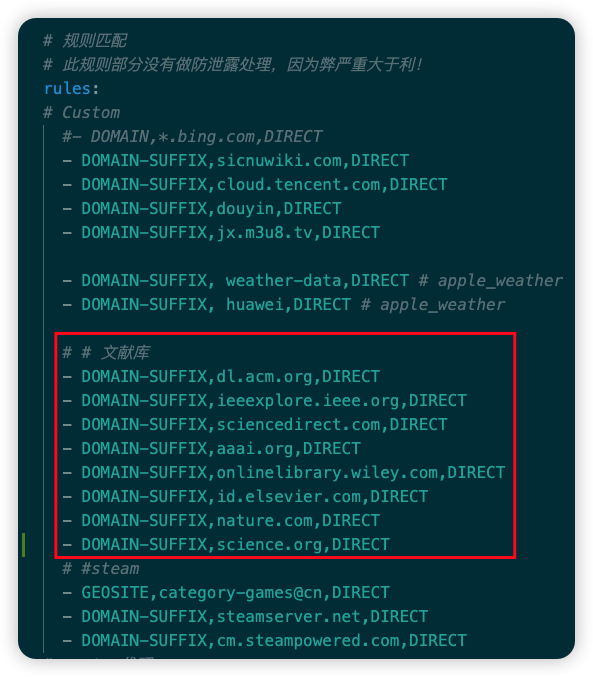 # 规则匹配
# 此规则部分没有做防泄露处理，因为弊严重大于利！
rules:
# Custom
#- DOMAIN,*.bing.com,DIRECT
- DOMAIN-SUFFIX,sicnuwiki.com,DIRECT
- DOMAIN-SUFFIX,cloud.tencent.com,DIRECT
- DOMAIN-SUFFIX,douyin,DIRECT
- DOMAIN-SUFFIX,jx.m3u8.tv,DIRECT
- DOMAIN-SUFFIX, weather-data,DIRECT # apple_weather
- DOMAIN-SUFFIX, huawei,DIRECT # apple_weather
# # 文献库
- DOMAIN-SUFFIX,dl.acm.org,DIRECT
- DOMAIN-SUFFIX,ieeexplore.ieee.org,DIRECT
- DOMAIN-SUFFIX,sciencedirect.com,DIRECT
- DOMAIN-SUFFIX,aaai.org,DIRECT
- DOMAIN-SUFFIX,onlinelibrary.wiley.com,DIRECT
- DOMAIN-SUFFIX,id.elsevier.com,DIRECT
- DOMAIN-SUFFIX,nature.com,DIRECT
- DOMAIN-SUFFIX,science.org,DIRECT
# #steam
- GEOSITE,category-games@cn,DIRECT
- DOMAIN-SUFFIX,steamserver.net,DIRECT
- DOMAIN-SUFFIX,cm.steampowered.com,DIRECT